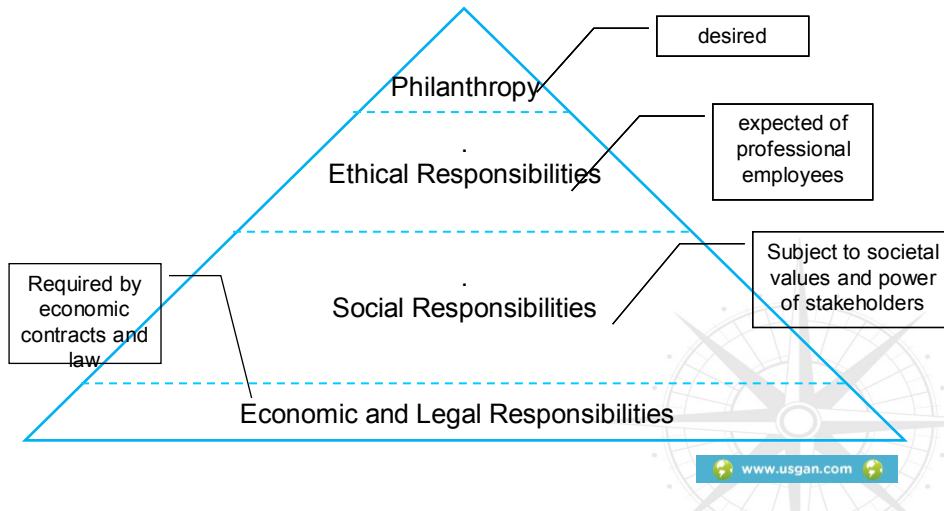 desired
Philanthropy
expected of
professional
employees
.
Ethical Responsibilities
Subject to societal
values and power
of stakeholders
Required by
economic
contracts and
law
.
Social Responsibilities
Economic and Legal Responsibilities
www.usgan.com